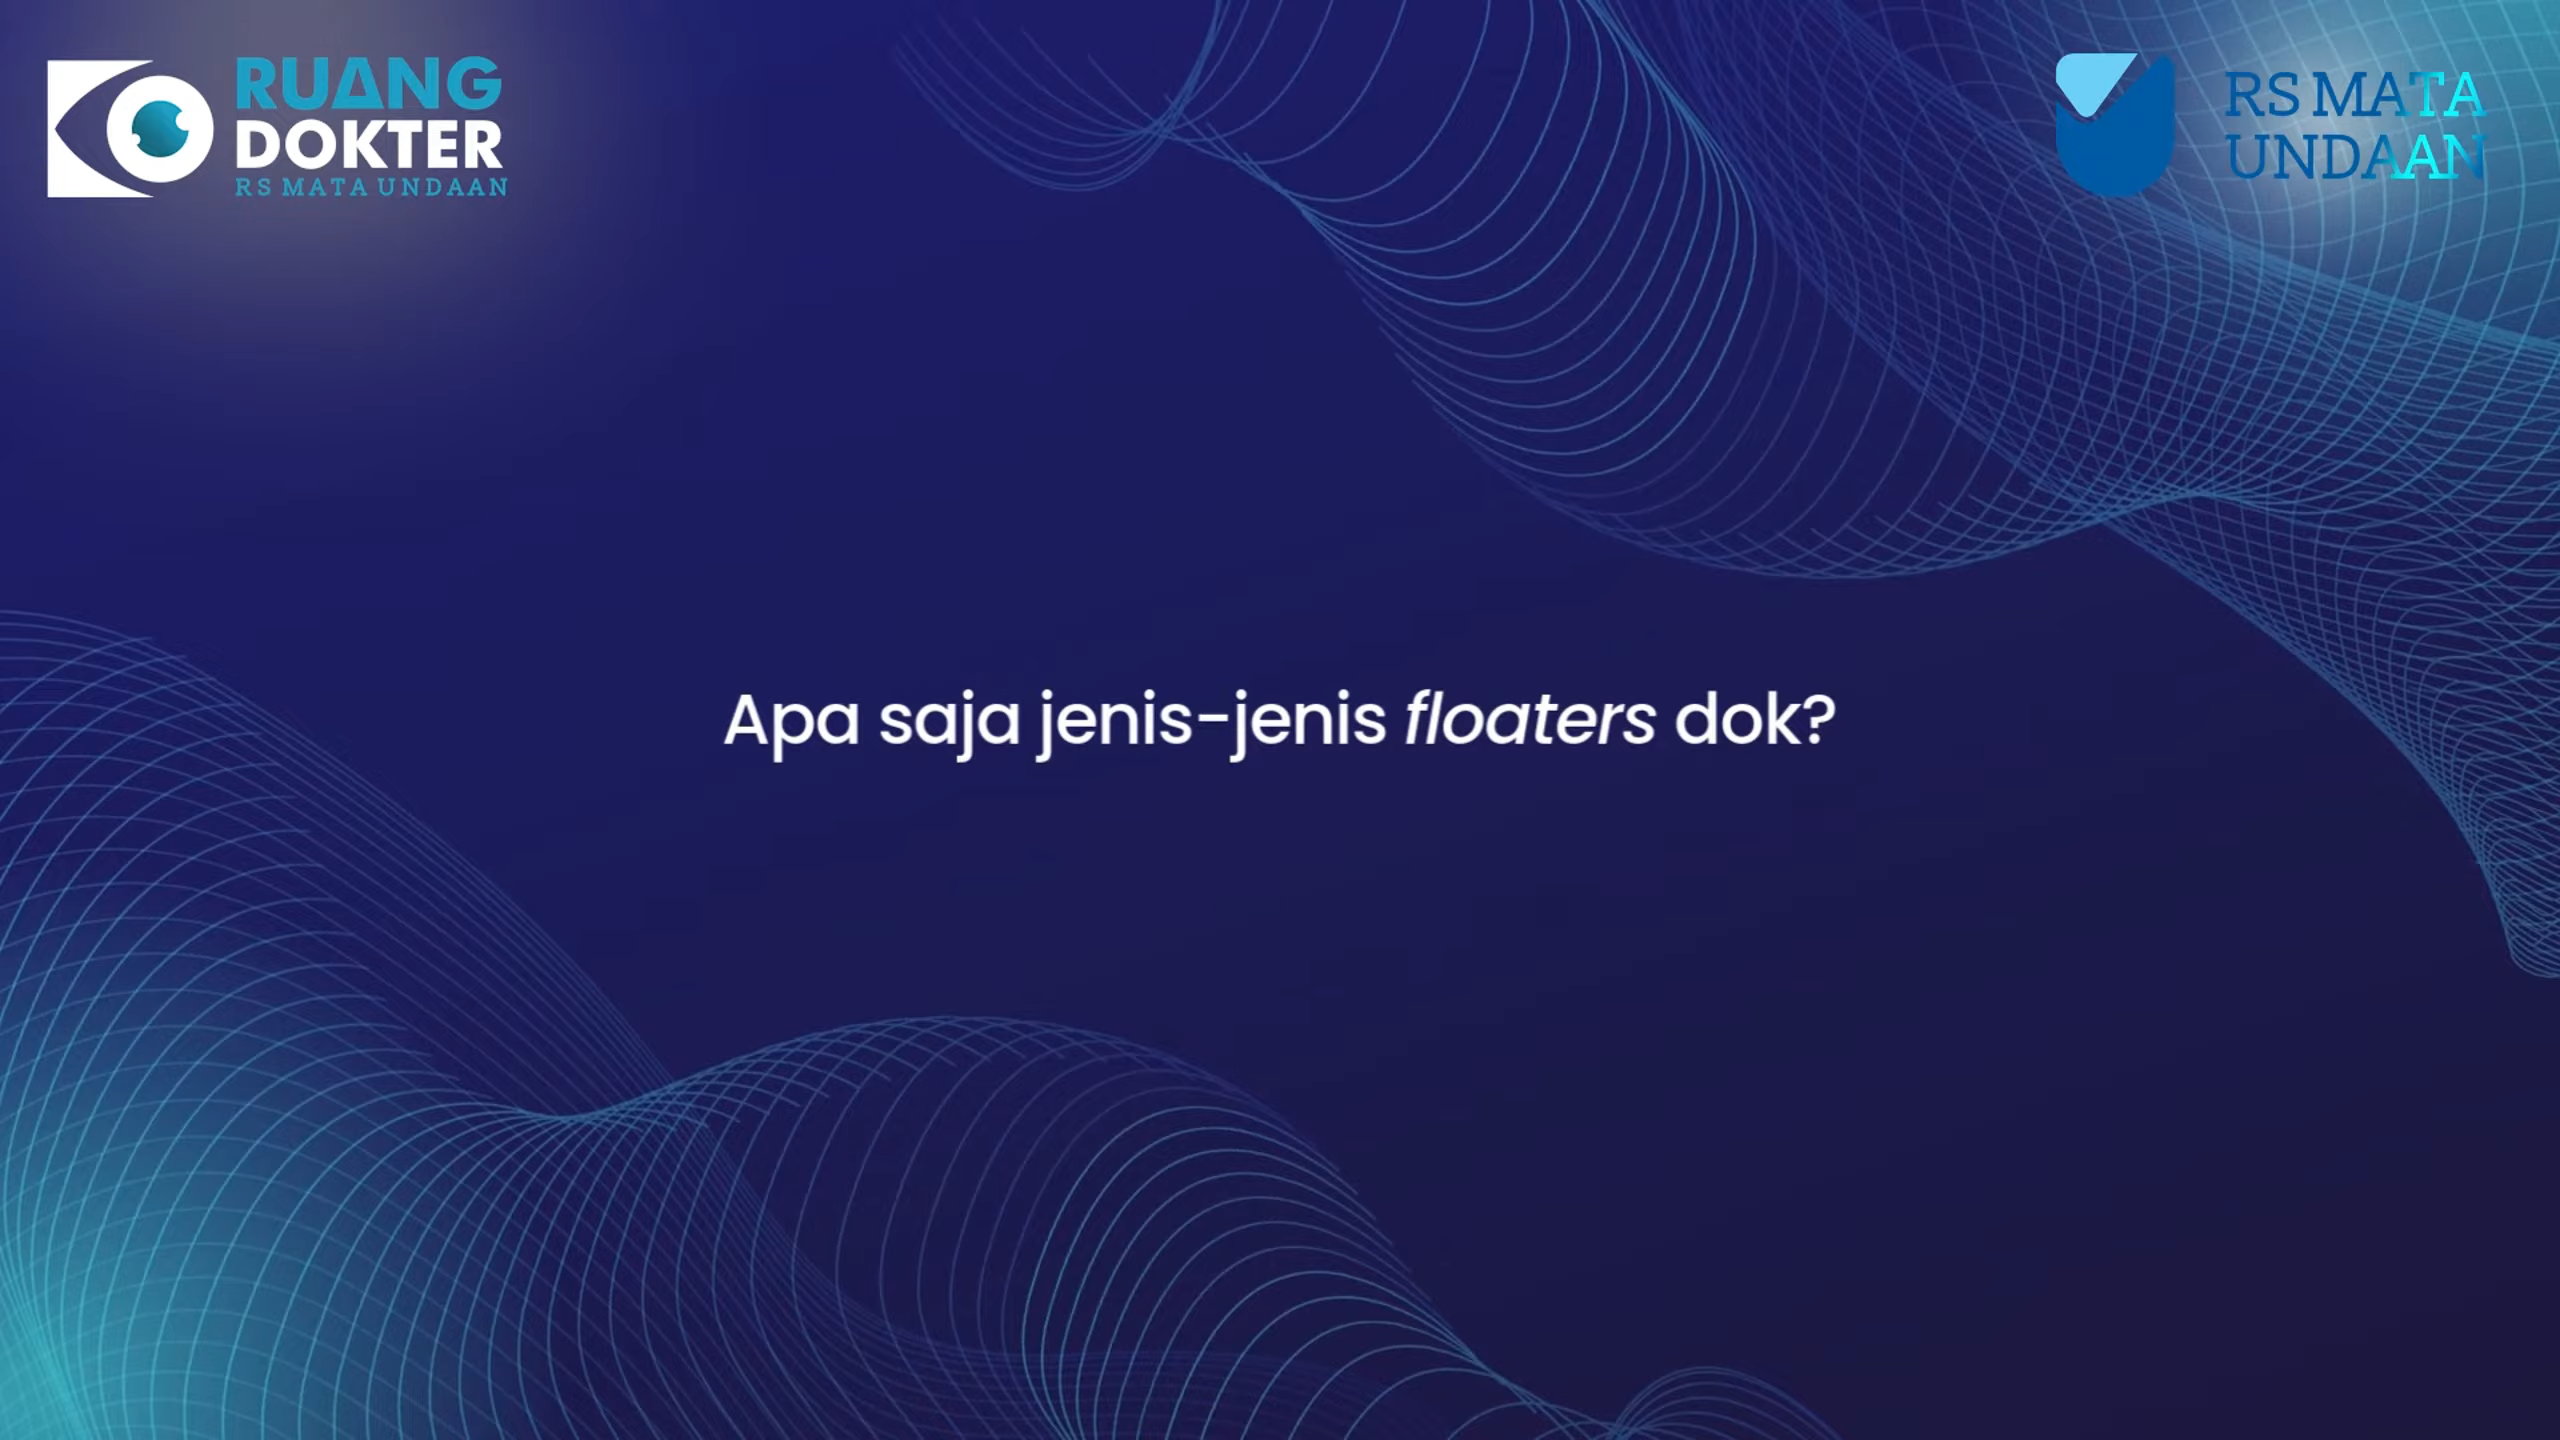 RUANG
DOKTER
RS MATA UNDAAN
RS MATA
UNDAAN
Apa saja jenis-jenis floaters dok?